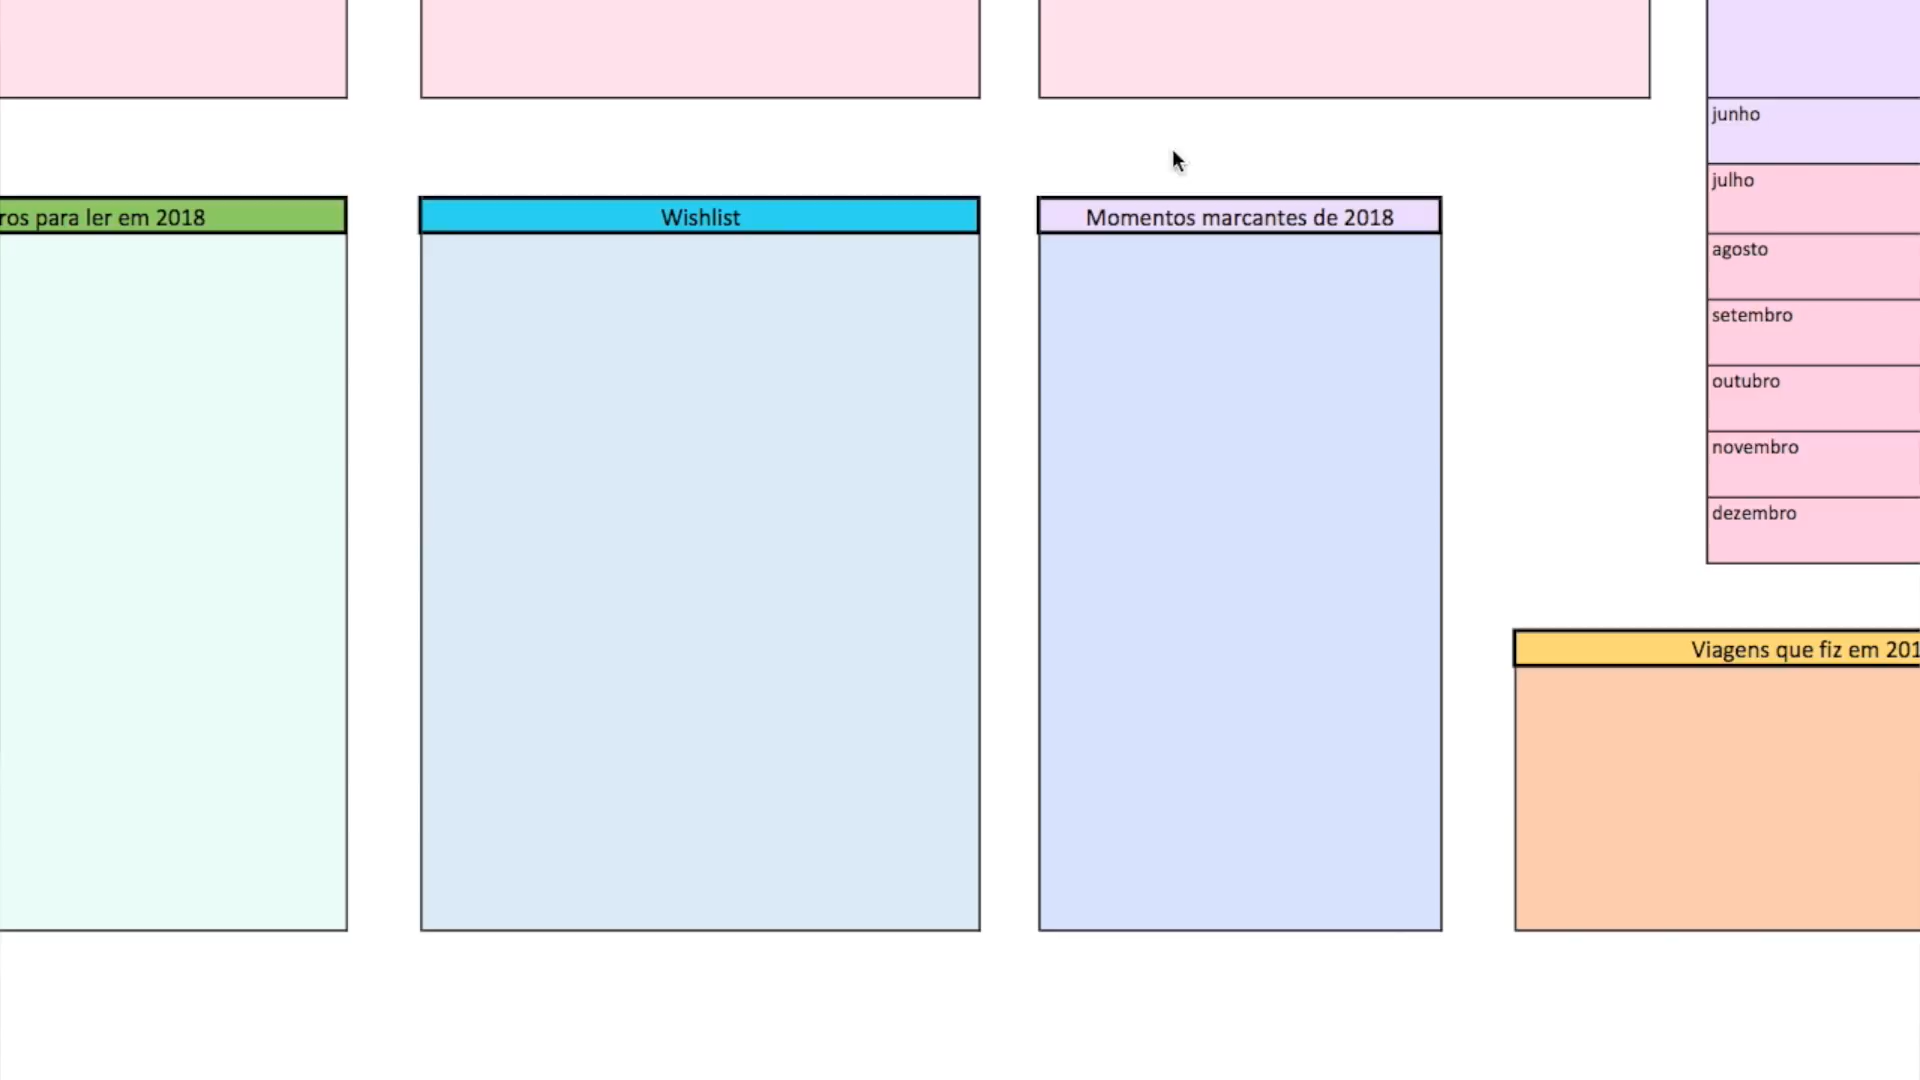 junho
julho
ros para ler em 2018
Wishlist
Momentos marcantes de 2018
agosto
setembro
outubro
novembro
dezembro
Viagens que fiz em 201